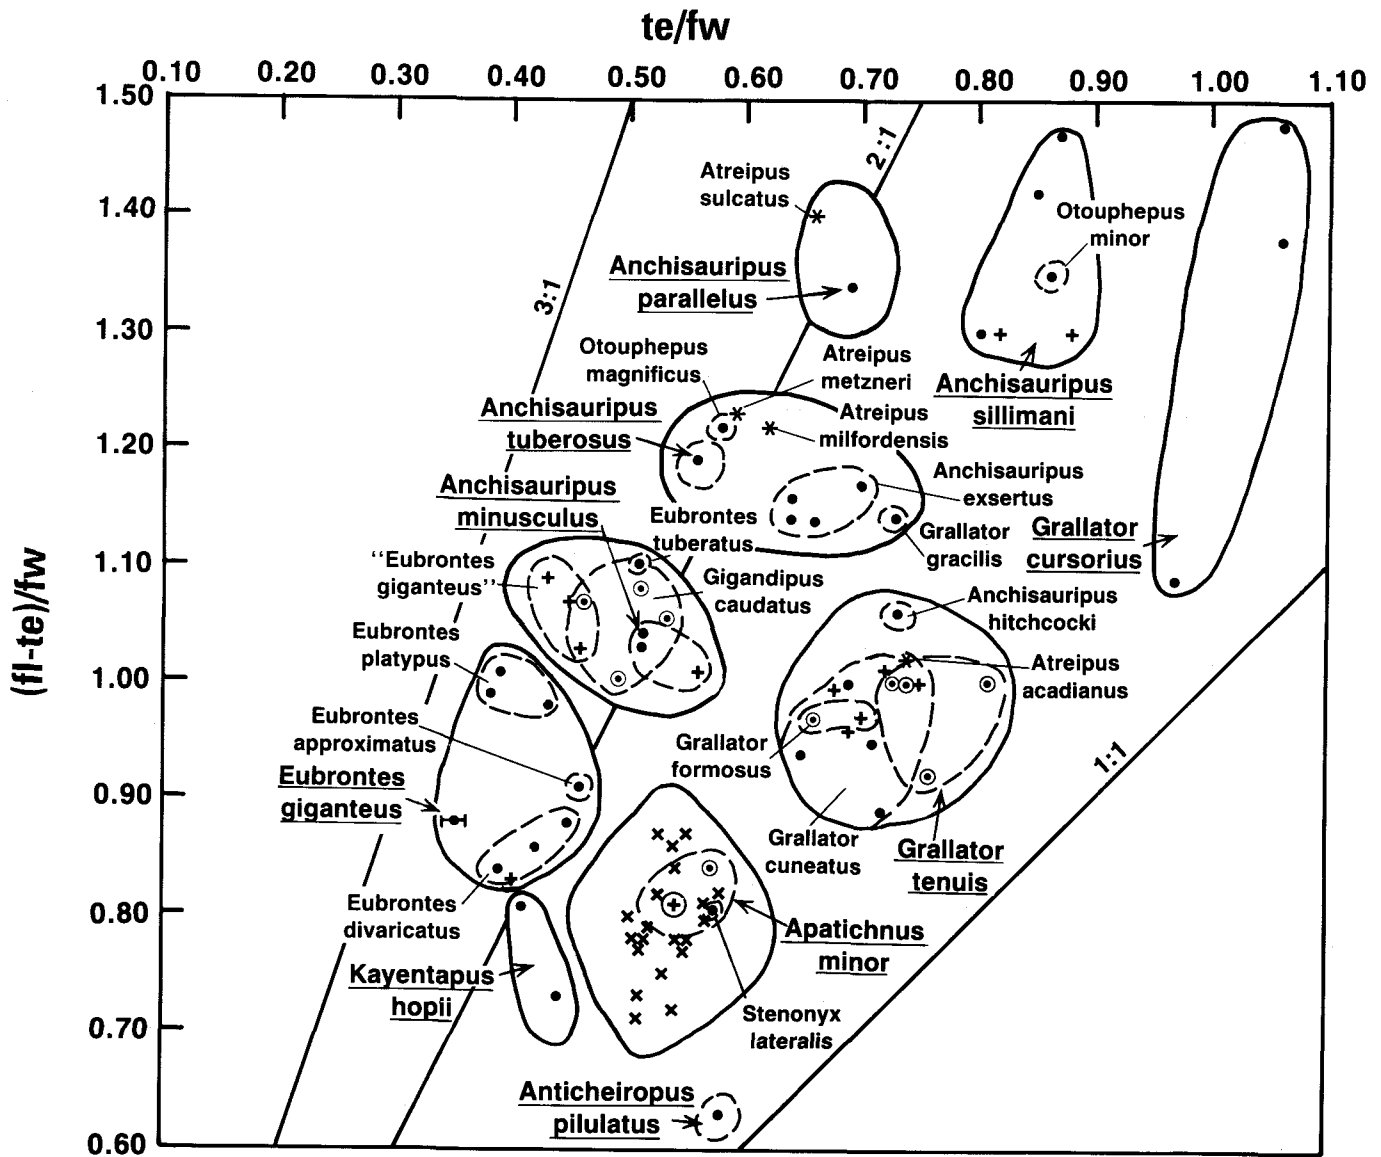 te/fw
0.10 0.20 0.30 0.40 0.50 0.60 0.70 0.80 0.90 1.00 1.10
1.50
1.40
1.30
1.20
1.10
1.00
0.90
0.80
0.70
0.60
(fl-te)/fw
3:1
2:1
1:1
Atreipus
sulcatus
Anchisauripus
parallelus
Otouphepus
minor
Anchisauripus
sillimani
Otouphepus
magnificus
Atreipus
metzneri
Atreipus
milfordensis
Anchisauripus
tuberosus
Anchisauripus
exsertus
Grallator
gracilis
Grallator
cursorius
Anchisauripus
minusculus
Eubrontes
tuberatus
"Eubrontes
giganteus"
Gigandipus
caudatus
Anchisauripus
hitchcocki
Eubrontes
platypus
Atreipus
acadianus
Eubrontes
approximatus
Grallator
formosus
Eubrontes
giganteus
Grallator
cuneatus
Grallator
tenuis
Eubrontes
divaricatus
Apatichnus
minor
Kayentapus
hopii
Stenonyx
lateralis
Anticheiropus
pilulatus